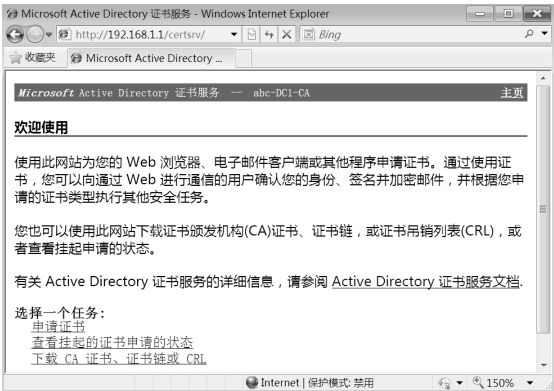 Microsoft Active Directory 证书服务 - Windows Internet Explorer
http://192.168.1.1/certsrv/
Bing
收藏夹
Microsoft Active Directory ...
Microsoft Active Directory 证书服务 -- abc-DC1-CA
主页
欢迎使用
使用此网站为您的 Web 浏览器、电子邮件客户端或其他程序申请证书。通过使用证
书，您可以向通过 Web 进行通信的用户确认您的身份、签名并加密邮件，并根据您申
请的证书类型执行其他安全任务。
您也可以使用此网站下载证书颁发机构(CA)证书、证书链，或证书吊销列表(CRL)，或
者查看挂起申请的状态。
有关 Active Directory 证书服务的详细信息，请参阅 Active Directory 证书服务文档.
选择一个任务:
申请证书
查看挂起的证书申请的状态
下载 CA 证书、证书链或 CRL
Internet | 保护模式: 禁用
150%